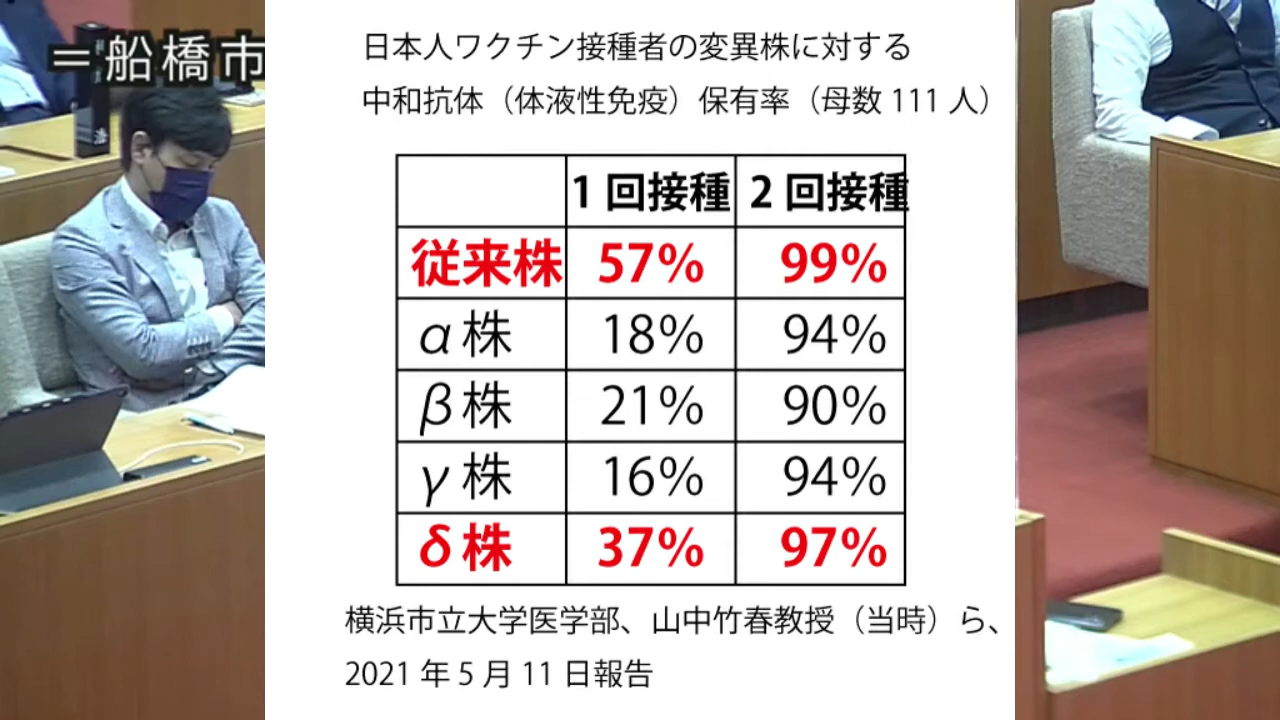 ＝船橋市
日本人ワクチン接種者の変異株に対する
中和抗体（体液性免疫）保有率（母数 111 人）
1 回接種 2 回接種
従来株 57% 99%
α 株 18% 94%
β 株 21% 90%
γ 株 16% 94%
δ 株 37% 97%
横浜市立大学医学部、山中竹春教授（当時）ら、
2021 年 5 月 11 日報告